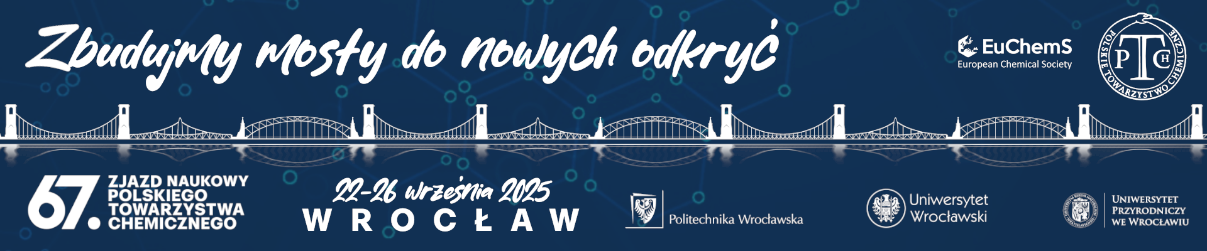 Zbudujmy mosty do nowych odkryć
EuChemS
European Chemical Society
POLSKIE TOWARZYSTWO CHEMICZNE
PTCH
67.
ZJAZD NAUKOWY
POLSKIEGO
TOWARZYSTWA
CHEMICZNEGO
22-26 września 2025
WROCŁAW
Politechnika Wrocławska
Uniwersytet
Wrocławski
UNIWERSYTET
PRZYRODNICZY
WE WROCŁAWIU